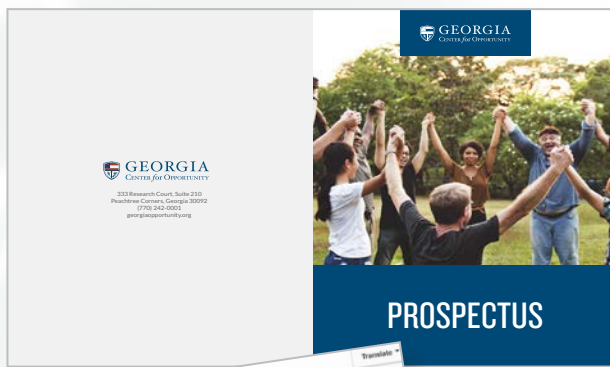 GEORGIA
CENTER for OPPORTUNITY
333 Research Court, Suite 210
Peachtree Corners, Georgia 30092
(770) 242-0001
georgiaopportunity.org
GEORGIA
CENTER for OPPORTUNITY
PROSPECTUS
Translate